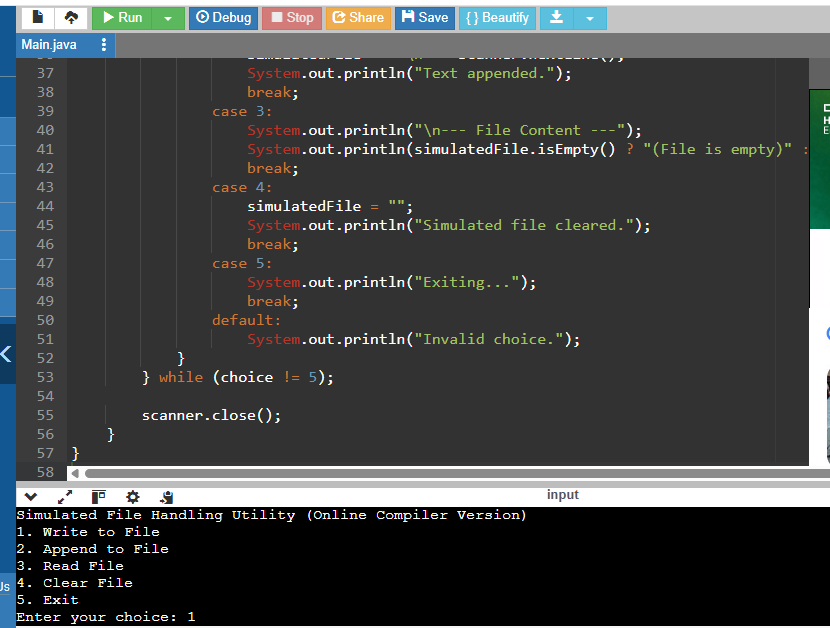 Run Debug Stop Share Save { } Beautify
Main.java
37 System.out.println("Text appended.");
38 break;
39 case 3:
40 System.out.println("\n--- File Content ---");
41 System.out.println(simulatedFile.isEmpty() ? "(File is empty)" :
42 break;
43 case 4:
44 simulatedFile = "";
45 System.out.println("Simulated file cleared.");
46 break;
47 case 5:
48 System.out.println("Exiting...");
49 break;
50 default:
51 System.out.println("Invalid choice.");
52 }
53 } while (choice != 5);
54
55 scanner.close();
56 }
57 }
58
input
Simulated File Handling Utility (Online Compiler Version)
1. Write to File
2. Append to File
3. Read File
4. Clear File
5. Exit
Enter your choice: 1